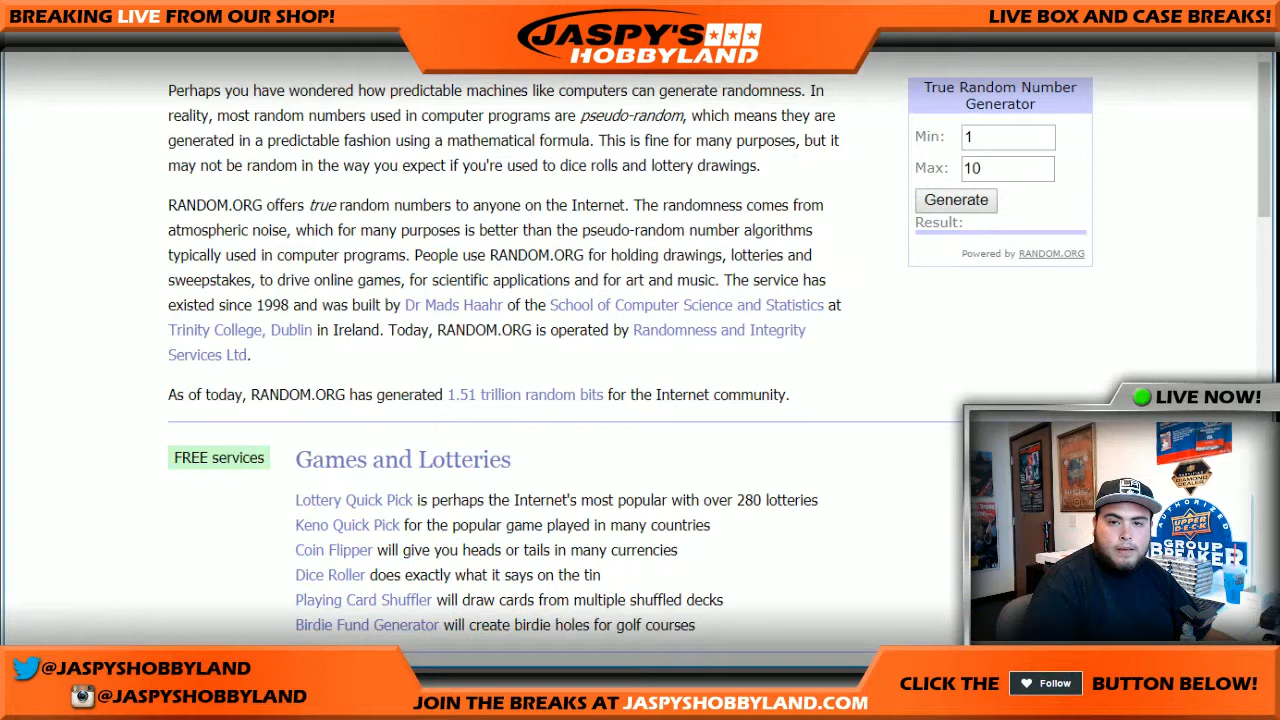 BREAKING LIVE FROM OUR SHOP!
JASPY'S
HOBBYLAND
LIVE BOX AND CASE BREAKS!
Perhaps you have wondered how predictable machines like computers can generate randomness. In
reality, most random numbers used in computer programs are pseudo-random, which means they are
generated in a predictable fashion using a mathematical formula. This is fine for many purposes, but it
may not be random in the way you expect if you're used to dice rolls and lottery drawings.
RANDOM.ORG offers true random numbers to anyone on the Internet. The randomness comes from
atmospheric noise, which for many purposes is better than the pseudo-random number algorithms
typically used in computer programs. People use RANDOM.ORG for holding drawings, lotteries and
sweepstakes, to drive online games, for scientific applications and for art and music. The service has
existed since 1998 and was built by Dr Mads Haahr of the School of Computer Science and Statistics at
Trinity College, Dublin in Ireland. Today, RANDOM.ORG is operated by Randomness and Integrity
Services Ltd.
As of today, RANDOM.ORG has generated 1.51 trillion random bits for the Internet community.
True Random Number
Generator
Min: 1
Max: 10
Generate
Result:
Powered by RANDOM.ORG
FREE services
Games and Lotteries
Lottery Quick Pick is perhaps the Internet's most popular with over 280 lotteries
Keno Quick Pick for the popular game played in many countries
Coin Flipper will give you heads or tails in many currencies
Dice Roller does exactly what it says on the tin
Playing Card Shuffler will draw cards from multiple shuffled decks
Birdie Fund Generator will create birdie holes for golf courses
LIVE NOW!
DIAMOND
DEALER
AUTHORIZED
UPPER
DECK
GROUP
BREAKER
@JASPYSHOBBYLAND
@JASPYSHOBBYLAND
JOIN THE BREAKS AT JASPYSHOBBYLAND.COM
CLICK THE Follow BUTTON BELOW!